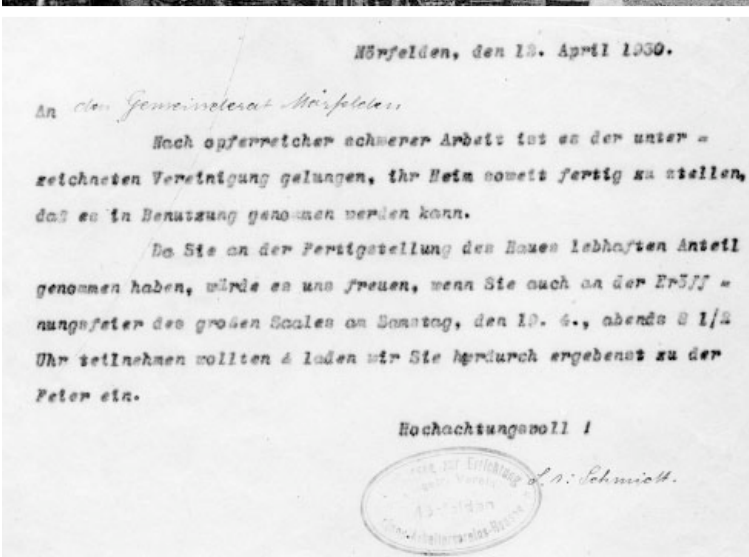 Mörfelden, den 12. April 1930.
An den Gemeinderat Mörfelden
Nach opferreicher schwerer Arbeit ist es der unter =
zeichneten Vereinigung gelungen, ihr Heim soweit fertig zu stellen,
daß es in Benutzung genommen werden kann.
Da Sie an der Fertigstellung des Baues lebhaften Anteil
genommen haben, würde es uns freuen, wenn Sie auch an der Eröff =
nungsfeier des großen Saales am Samstag, den 19. 4., abends 8 1/2
Uhr teilnehmen wollten & laden wir Sie herdurch ergebenst zu der
Feier ein.
Hochachtungsvoll !
zur Errichtung
Schmidt.